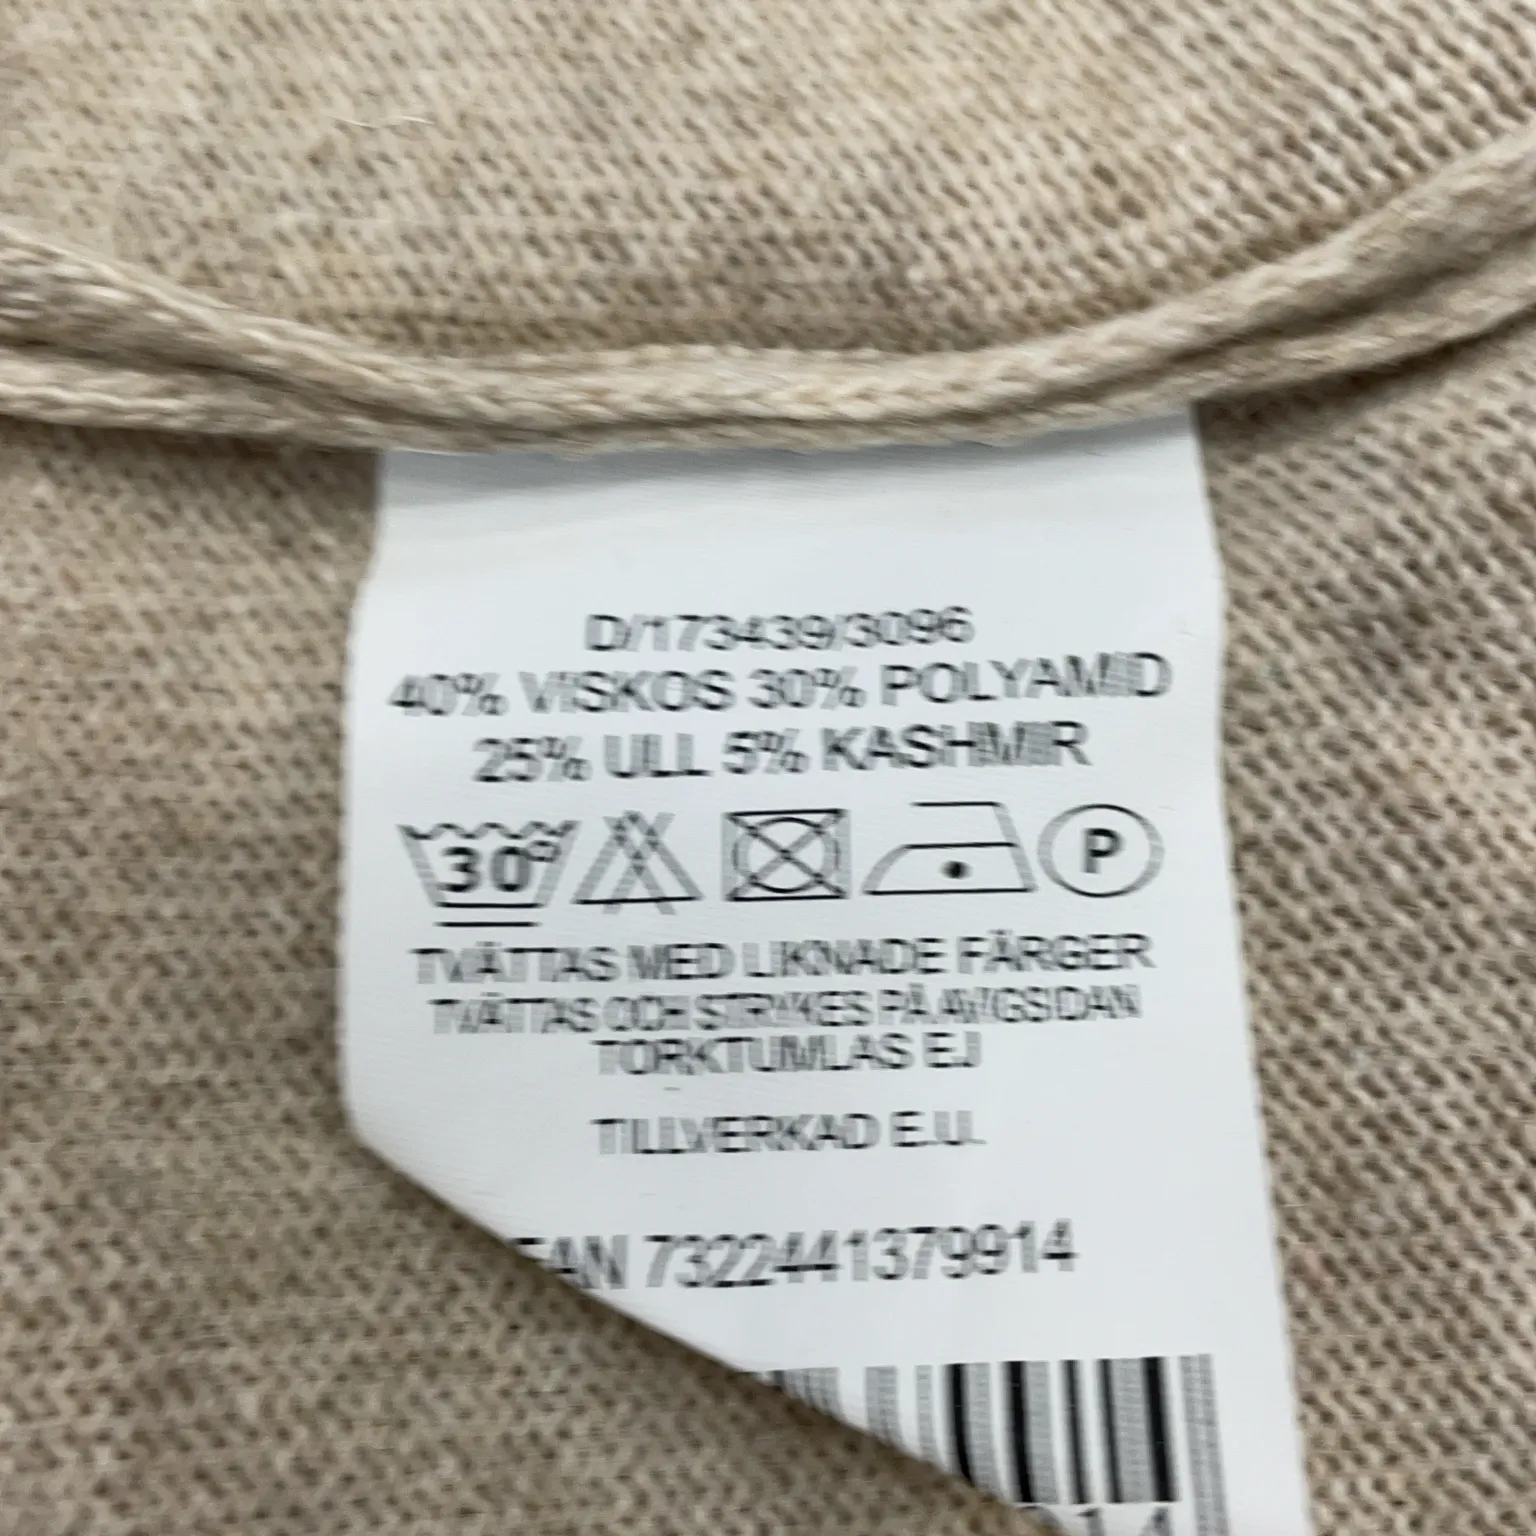 D/173439/3096
40% VISKOS 30% POLYAMID
25% ULL 5% KASHMIR
30° P
TVÄTTAS MED LIKNADE FÄRGER
TVÄTTAS OCH STRYKES PÅ AVIGSIDAN
TORKTUMLAS EJ
TILLVERKAD E.U.
EAN 7322441379914